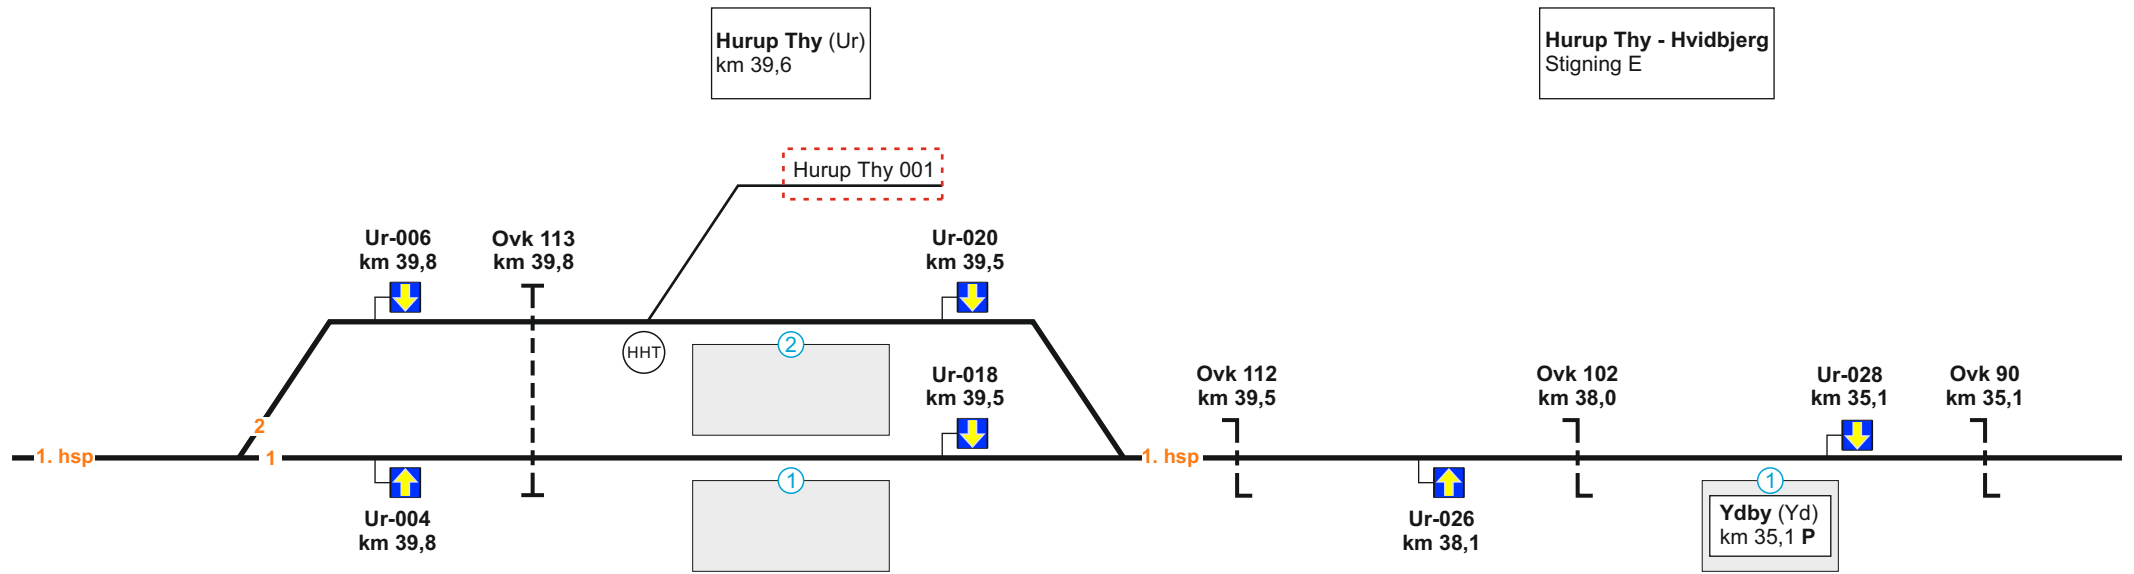 Hurup Thy (Ur)
km 39,6
Hurup Thy - Hvidbjerg
Stigning E
Hurup Thy 001
Ur-006
km 39,8
Ovk 113
km 39,8
Ur-020
km 39,5
HHT
2
Ur-018
km 39,5
Ovk 112
km 39,5
Ovk 102
km 38,0
Ur-028
km 35,1
Ovk 90
km 35,1
2
1. hsp
1
1. hsp
1
1
Ur-004
km 39,8
Ur-026
km 38,1
Ydby (Yd)
km 35,1 P